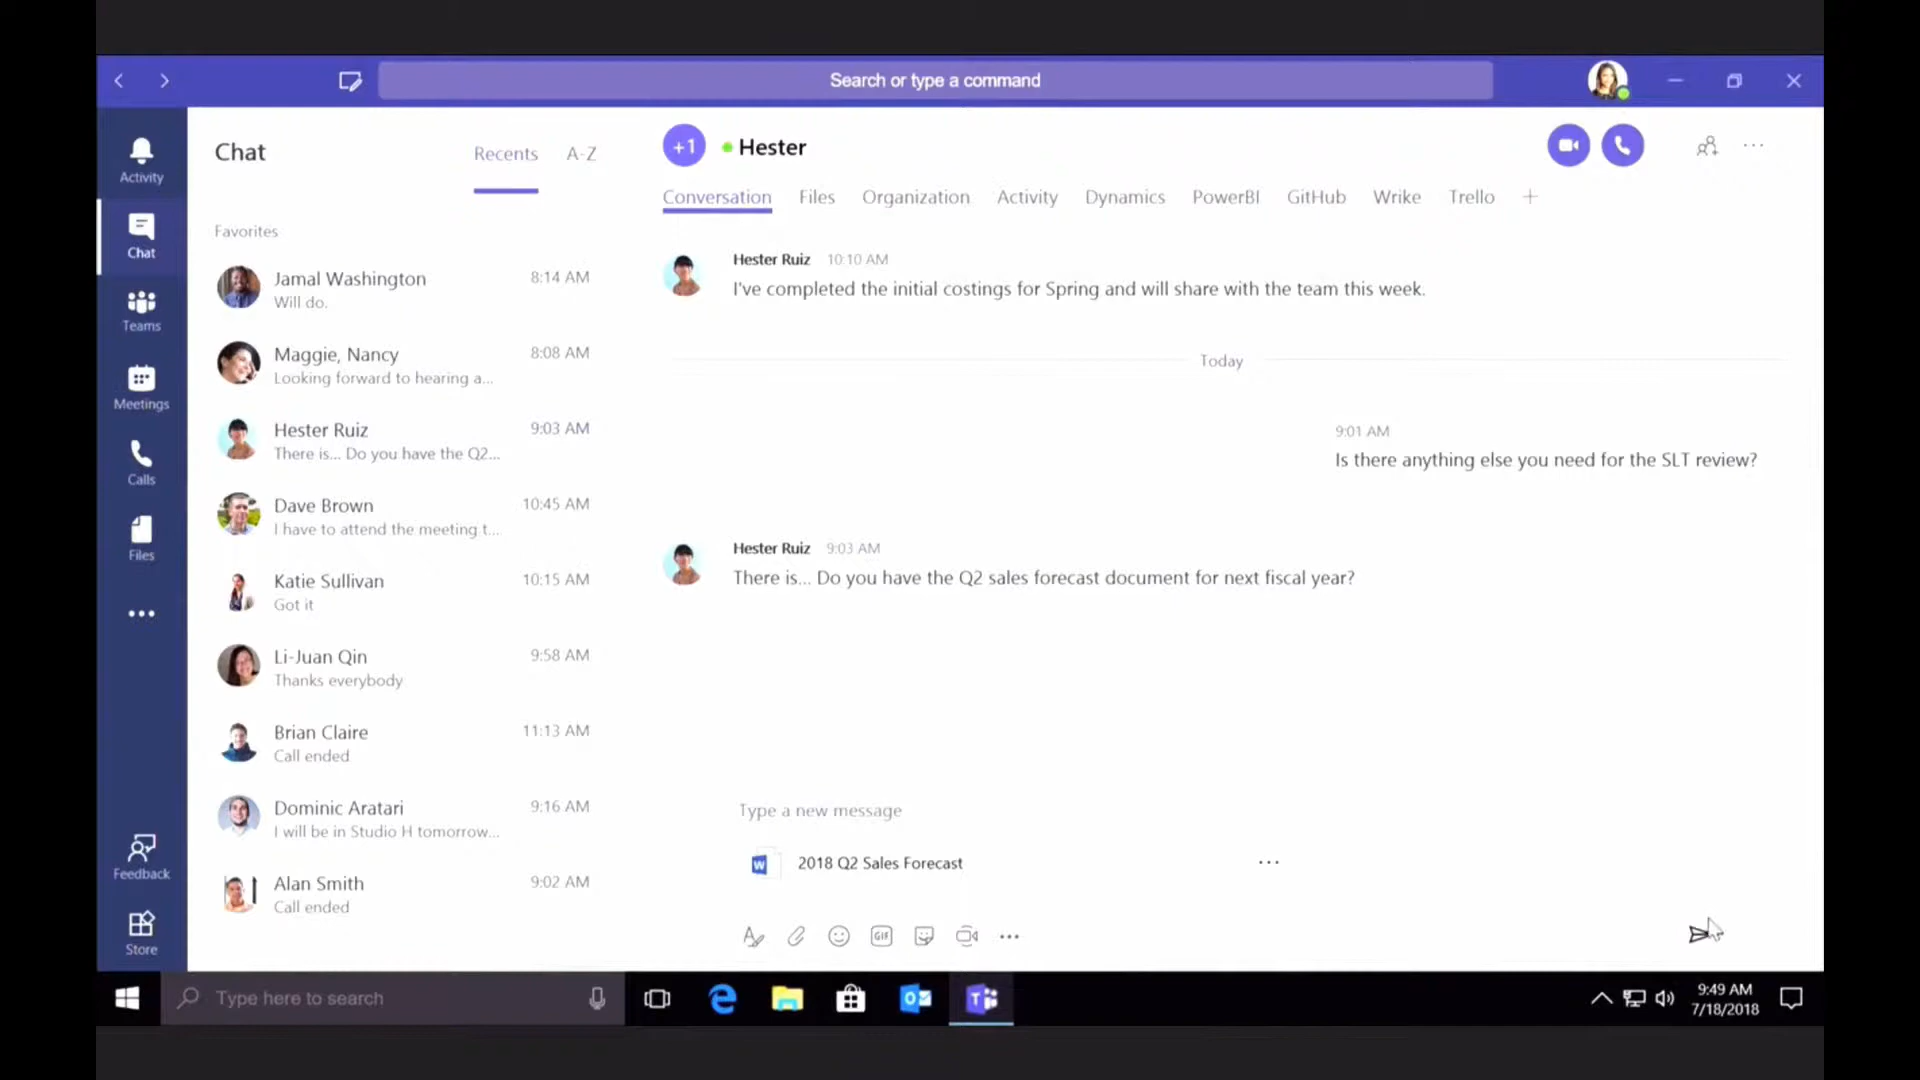 Search or type a command
Activity
Chat
Teams
Meetings
Calls
Files
Feedback
Store
Chat
Recents
A-Z
Favorites
Jamal Washington 8:14 AM
Will do.
Maggie, Nancy 8:08 AM
Looking forward to hearing a...
Hester Ruiz 9:03 AM
There is... Do you have the Q2...
Dave Brown 10:45 AM
I have to attend the meeting t...
Katie Sullivan 10:15 AM
Got it
Li-Juan Qin 9:58 AM
Thanks everybody
Brian Claire 11:13 AM
Call ended
Dominic Aratari 9:16 AM
I will be in Studio H tomorrow...
Alan Smith 9:02 AM
Call ended
+1 Hester
Conversation Files Organization Activity Dynamics PowerBI GitHub Wrike Trello +
Hester Ruiz 10:10 AM
I've completed the initial costings for Spring and will share with the team this week.
Today
9:01 AM
Is there anything else you need for the SLT review?
Hester Ruiz 9:03 AM
There is... Do you have the Q2 sales forecast document for next fiscal year?
Type a new message
W 2018 Q2 Sales Forecast
GIF
Type here to search
9:49 AM
7/18/2018